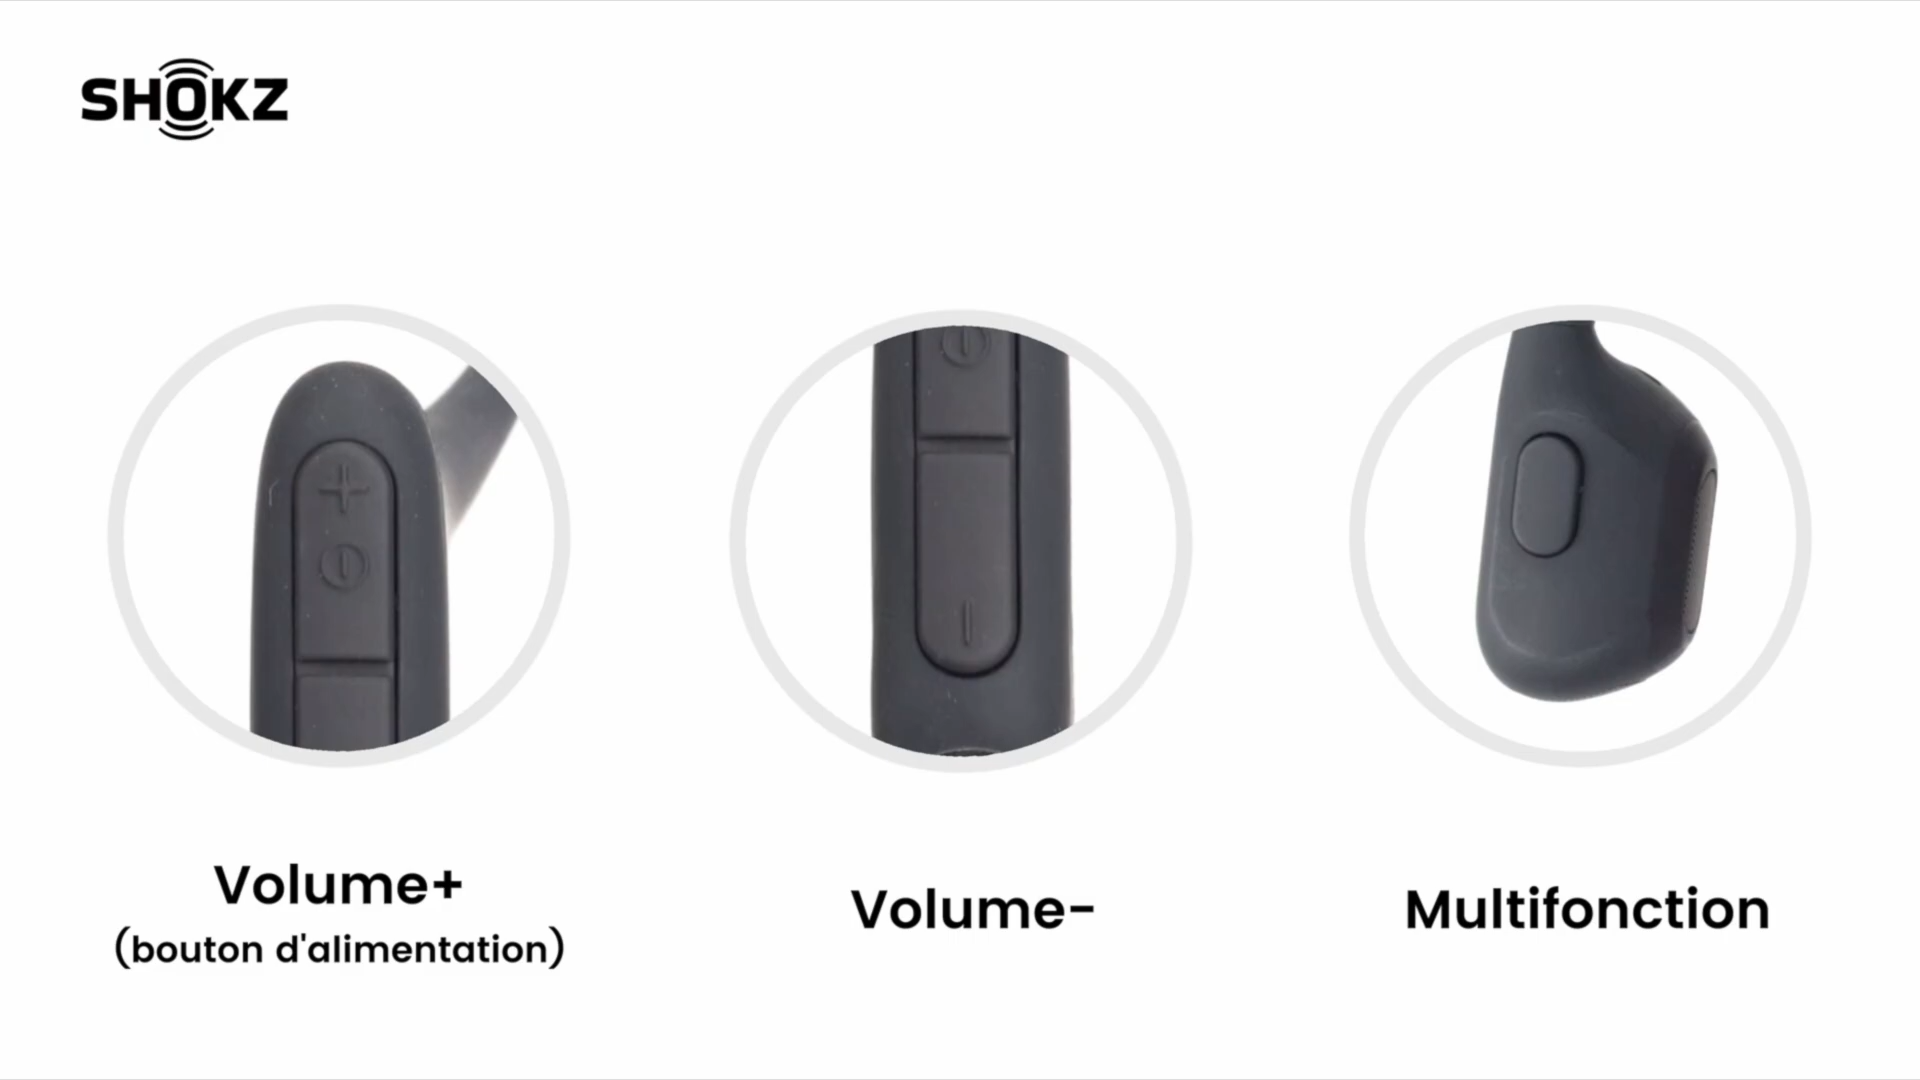 SHOKZ
Volume+
(bouton d'alimentation)
Volume-
Multifonction